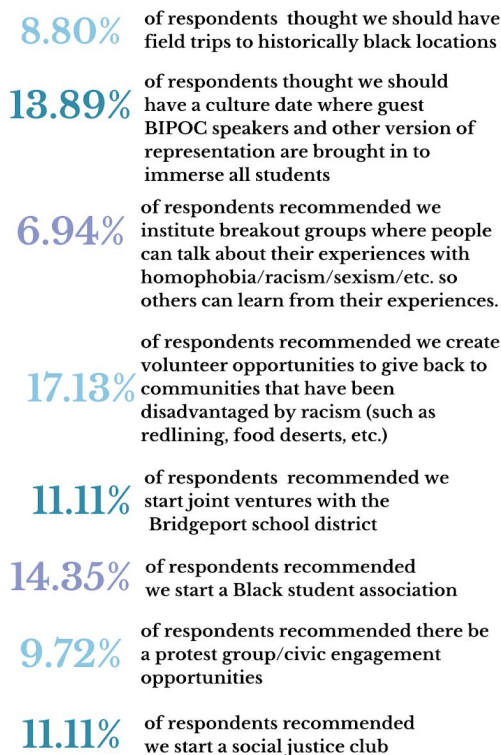 8.80%
of respondents thought we should have
field trips to historically black locations
13.89%
of respondents thought we should
have a culture date where guest
BIPOC speakers and other version of
representation are brought in to
immerse all students
6.94%
of respondents recommended we
institute breakout groups where people
can talk about their experiences with
homophobia/racism/sexism/etc. so
others can learn from their experiences.
17.13%
of respondents recommended we create
volunteer opportunities to give back to
communities that have been
disadvantaged by racism (such as
redlining, food deserts, etc.)
11.11%
of respondents recommended we
start joint ventures with the
Bridgeport school district
14.35%
of respondents recommended
we start a Black student association
9.72%
of respondents recommended there be
a protest group/civic engagement
opportunities
11.11%
of respondents recommended
we start a social justice club